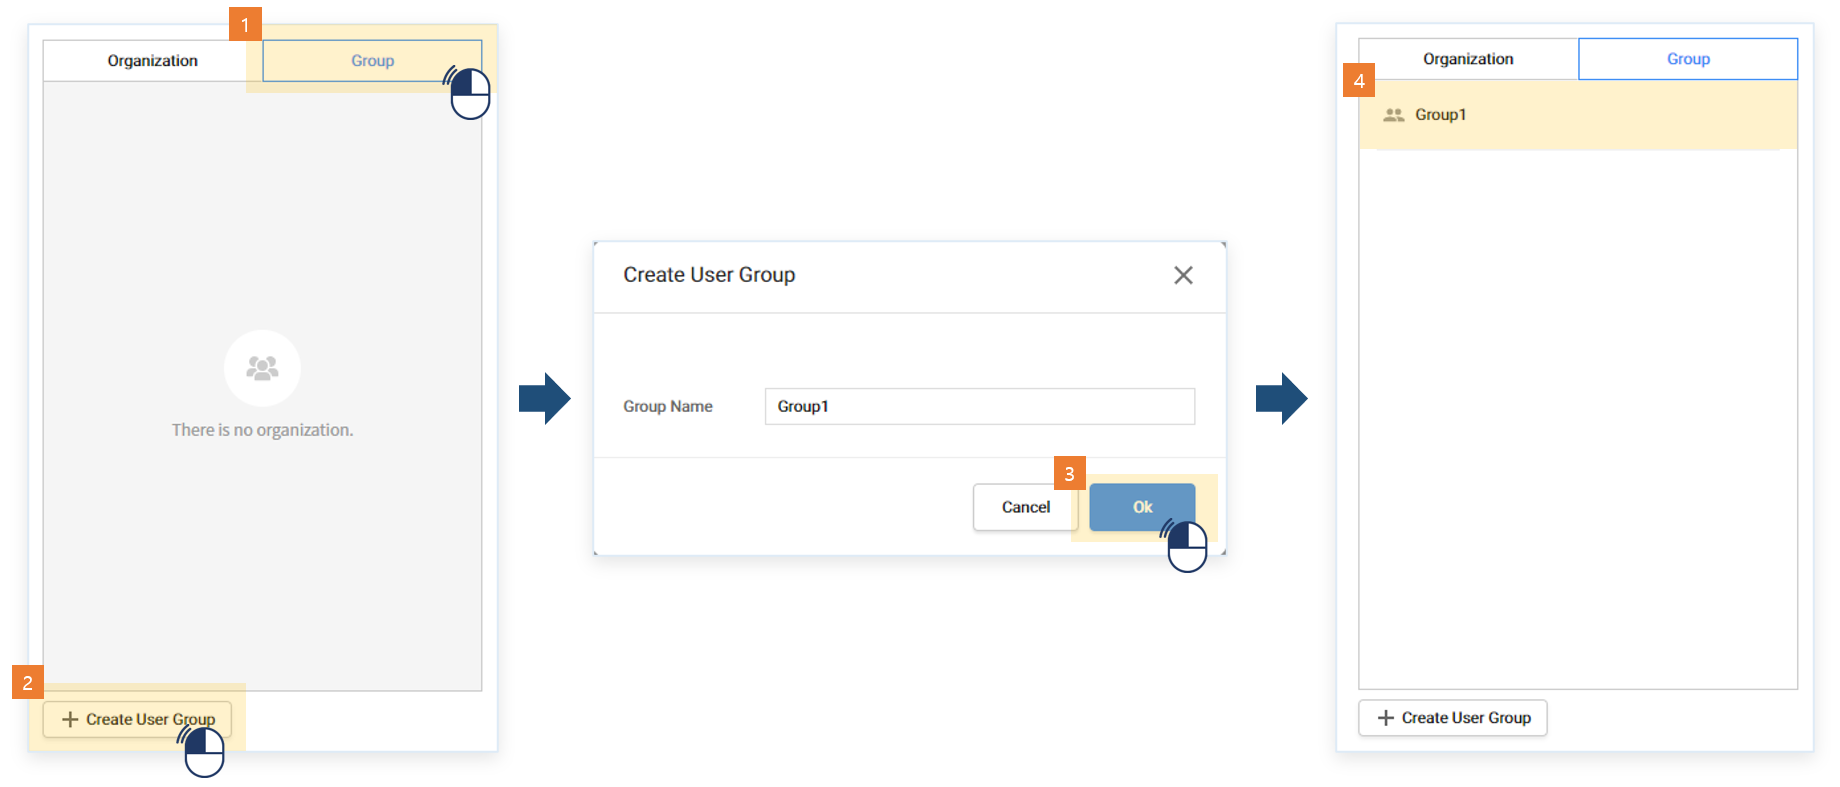 1
Organization Group
There is no organization.
2
+ Create User Group
Create User Group
Group Name Group1
3
Cancel Ok
Organization Group
4
Group1
+ Create User Group